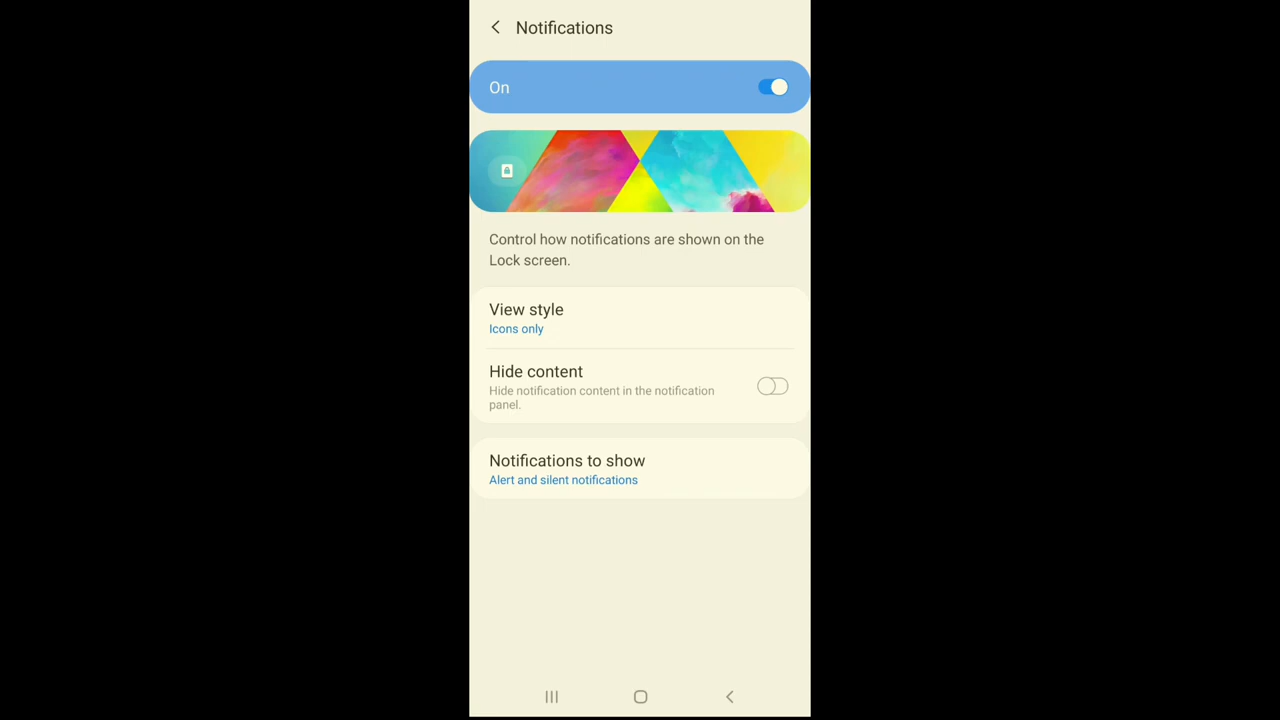 Notifications
On
Control how notifications are shown on the
Lock screen.
View style
Icons only
Hide content
Hide notification content in the notification
panel.
Notifications to show
Alert and silent notifications